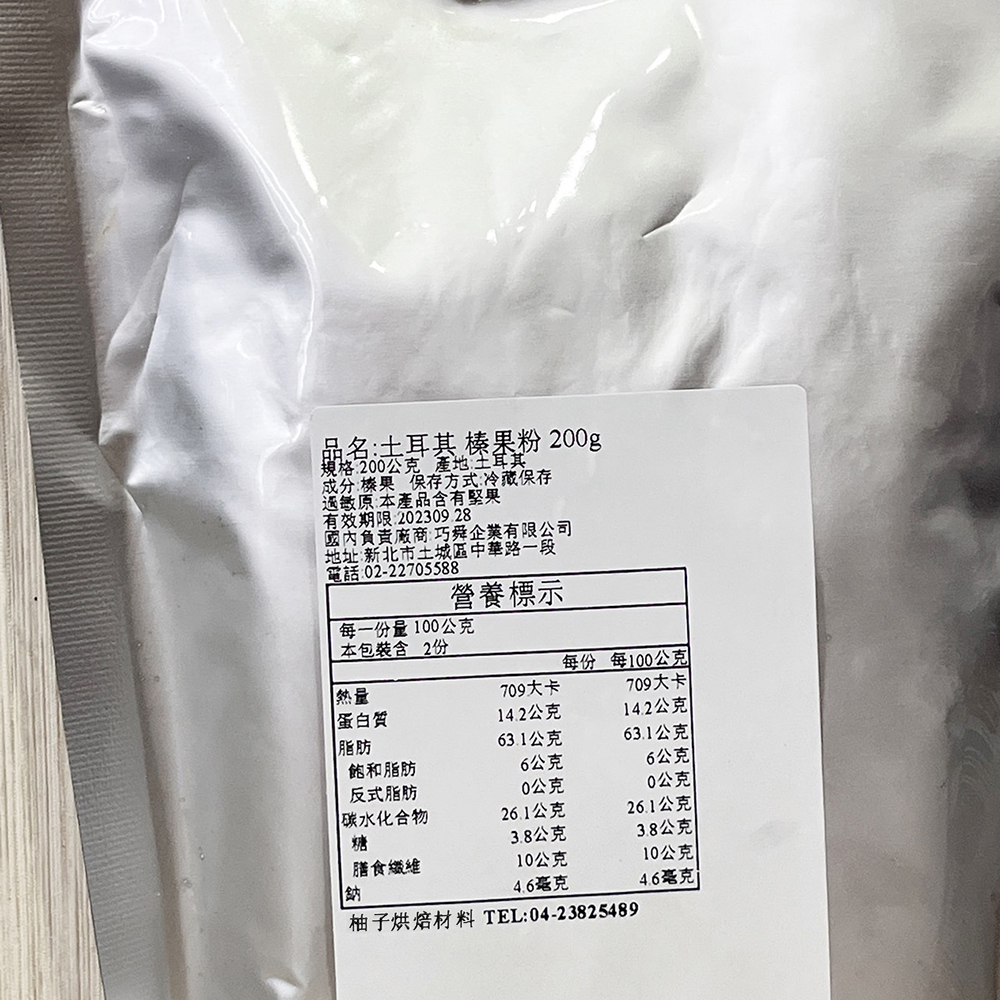 品名:土耳其 榛果粉 200g
規格:200公克 產地:土耳其
成分:榛果 保存方式:冷藏保存
過敏原:本產品含有堅果
有效期限:202309.28
國內負責廠商:巧舜企業有限公司
地址:新北市土城區中華路一段
電話:02-22705588
營養標示
每一份量 100公克
本包裝含 2份
每份 每100公克
熱量 709大卡 709大卡
蛋白質 14.2公克 14.2公克
脂肪 63.1公克 63.1公克
飽和脂肪 6公克 6公克
反式脂肪 0公克 0公克
碳水化合物 26.1公克 26.1公克
糖 3.8公克 3.8公克
膳食纖維 10公克 10公克
鈉 4.6毫克 4.6毫克
柚子烘焙材料 TEL:04-23825489